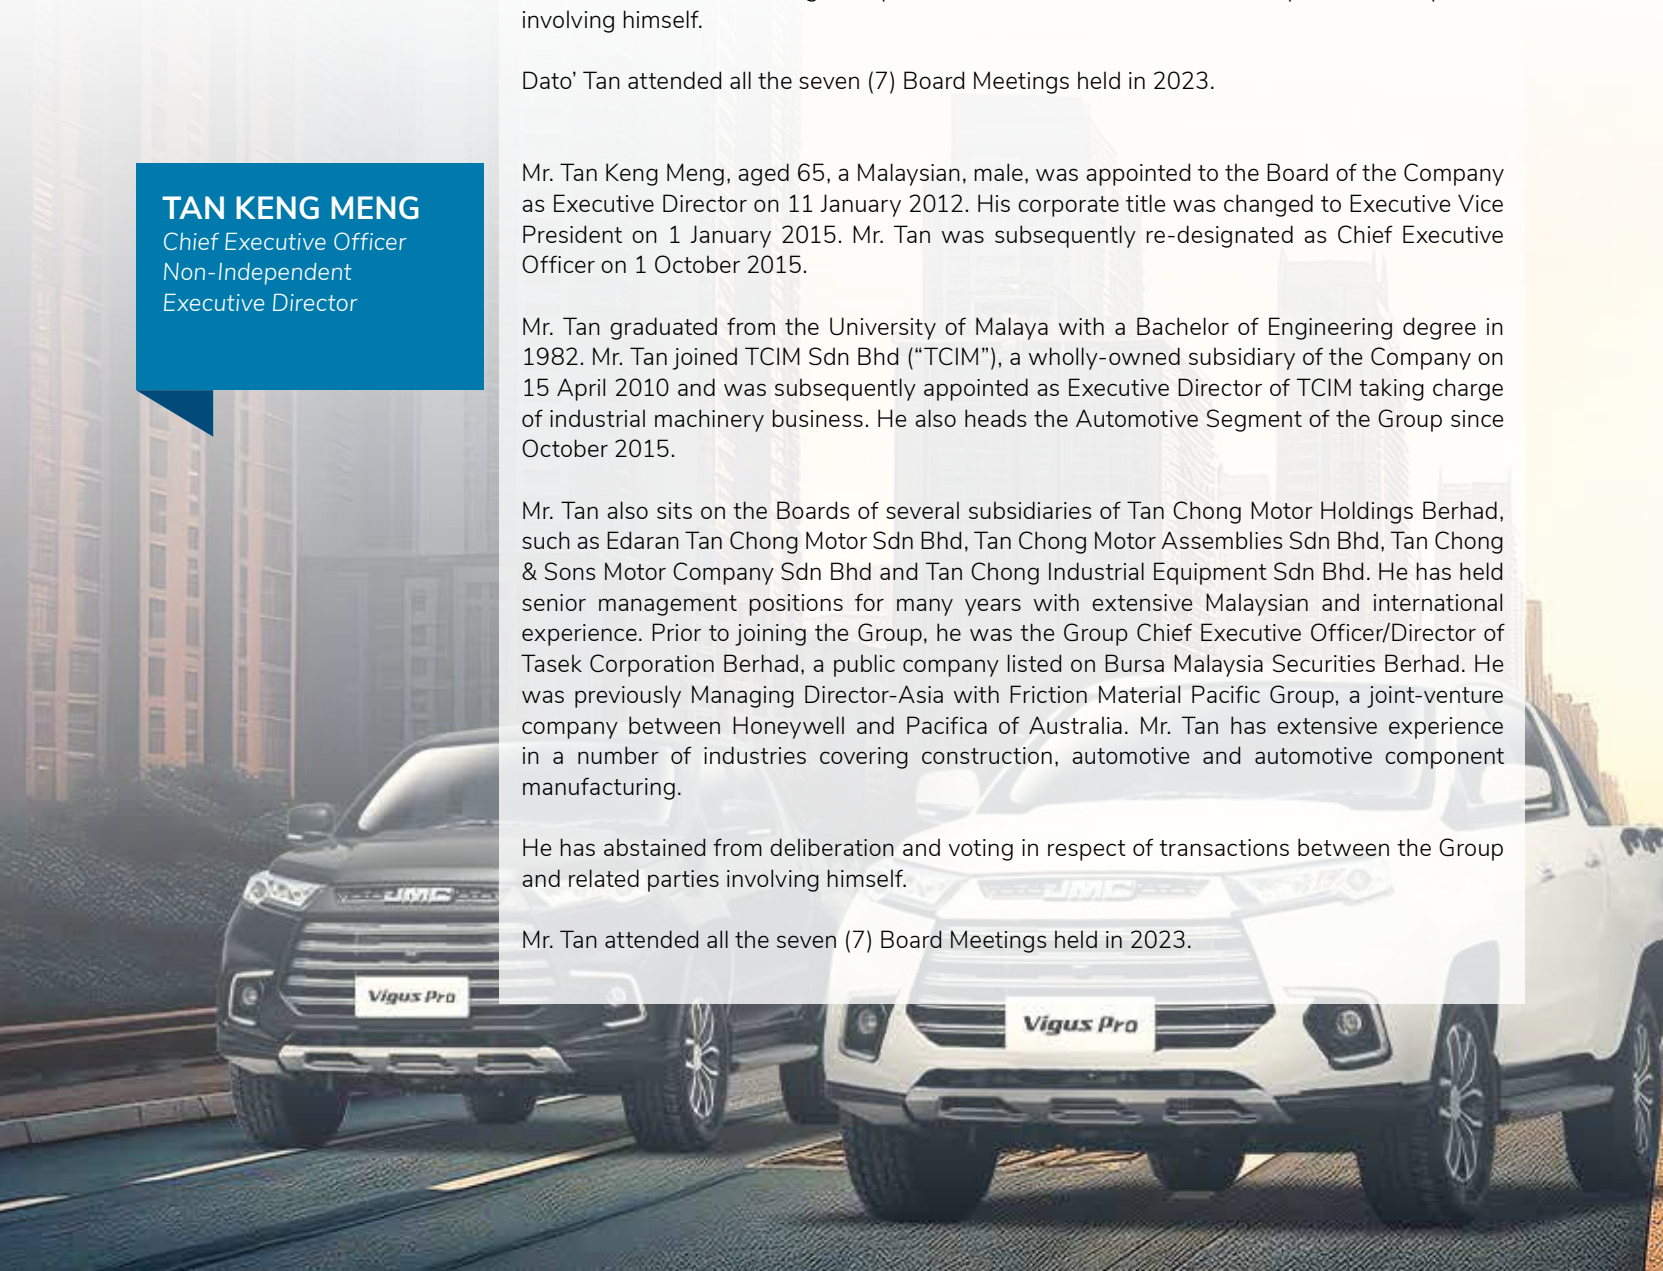 involving himself.
Dato’ Tan attended all the seven (7) Board Meetings held in 2023.
TAN KENG MENG
Chief Executive Officer
Non-Independent
Executive Director
Mr. Tan Keng Meng, aged 65, a Malaysian, male, was appointed to the Board of the Company
as Executive Director on 11 January 2012. His corporate title was changed to Executive Vice
President on 1 January 2015. Mr. Tan was subsequently re-designated as Chief Executive
Officer on 1 October 2015.
Mr. Tan graduated from the University of Malaya with a Bachelor of Engineering degree in
1982. Mr. Tan joined TCIM Sdn Bhd (“TCIM”), a wholly-owned subsidiary of the Company on
15 April 2010 and was subsequently appointed as Executive Director of TCIM taking charge
of industrial machinery business. He also heads the Automotive Segment of the Group since
October 2015.
Mr. Tan also sits on the Boards of several subsidiaries of Tan Chong Motor Holdings Berhad,
such as Edaran Tan Chong Motor Sdn Bhd, Tan Chong Motor Assemblies Sdn Bhd, Tan Chong
& Sons Motor Company Sdn Bhd and Tan Chong Industrial Equipment Sdn Bhd. He has held
senior management positions for many years with extensive Malaysian and international
experience. Prior to joining the Group, he was the Group Chief Executive Officer/Director of
Tasek Corporation Berhad, a public company listed on Bursa Malaysia Securities Berhad. He
was previously Managing Director-Asia with Friction Material Pacific Group, a joint-venture
company between Honeywell and Pacifica of Australia. Mr. Tan has extensive experience
in a number of industries covering construction, automotive and automotive component
manufacturing.
He has abstained from deliberation and voting in respect of transactions between the Group
and related parties involving himself.
Mr. Tan attended all the seven (7) Board Meetings held in 2023.
JMC
JMC
Vigus Pro
Vigus Pro